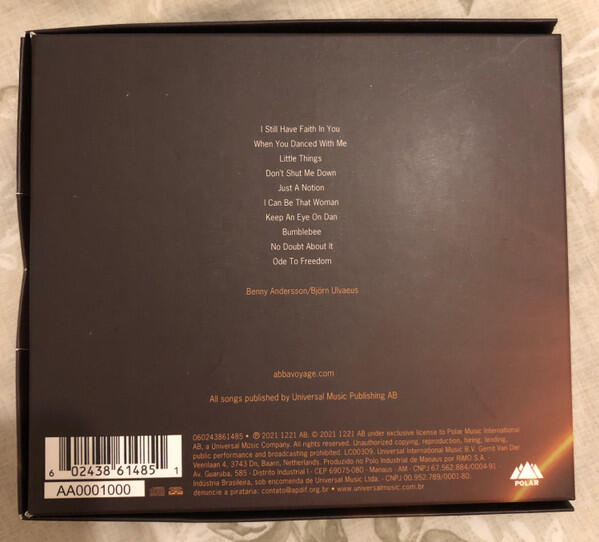 I Still Have Faith In You
When You Danced With Me
Little Things
Don't Shut Me Down
Just A Notion
I Can Be That Woman
Keep An Eye On Dan
Bumblebee
No Doubt About It
Ode To Freedom
Benny Andersson/Björn Ulvaeus
abbavoyage.com
All songs published by Universal Music Publishing AB
060243861485 • ℗ 2021 1221 AB. © 2021 1221 AB under exclusive license to Polar Music International
AB, a Universal Music Company. All rights reserved. Unauthorized copying, reproduction, hiring, lending,
public performance and broadcasting prohibited. LC00309. Universal International Music B.V. Gerrit Van Der
Veenlaan 4, 3743 Dn, Baarn, Netherlands. Produzido no Polo Industrial de Manaus por RIMO S.A. -
Av. Guaruba, 585 - Distrito Industrial I - CEP 69075-080 - Manaus - AM - CNPJ 67.562.884/0004-91 -
Indústria Brasileira, sob encomenda de Universal Music Ltda. - CNPJ 00.952.789/0001-80.
denuncie a pirataria: contato@apdif.org.br • www.universalmusic.com.br
6 02438 61485 1
AA0001000
POLAR